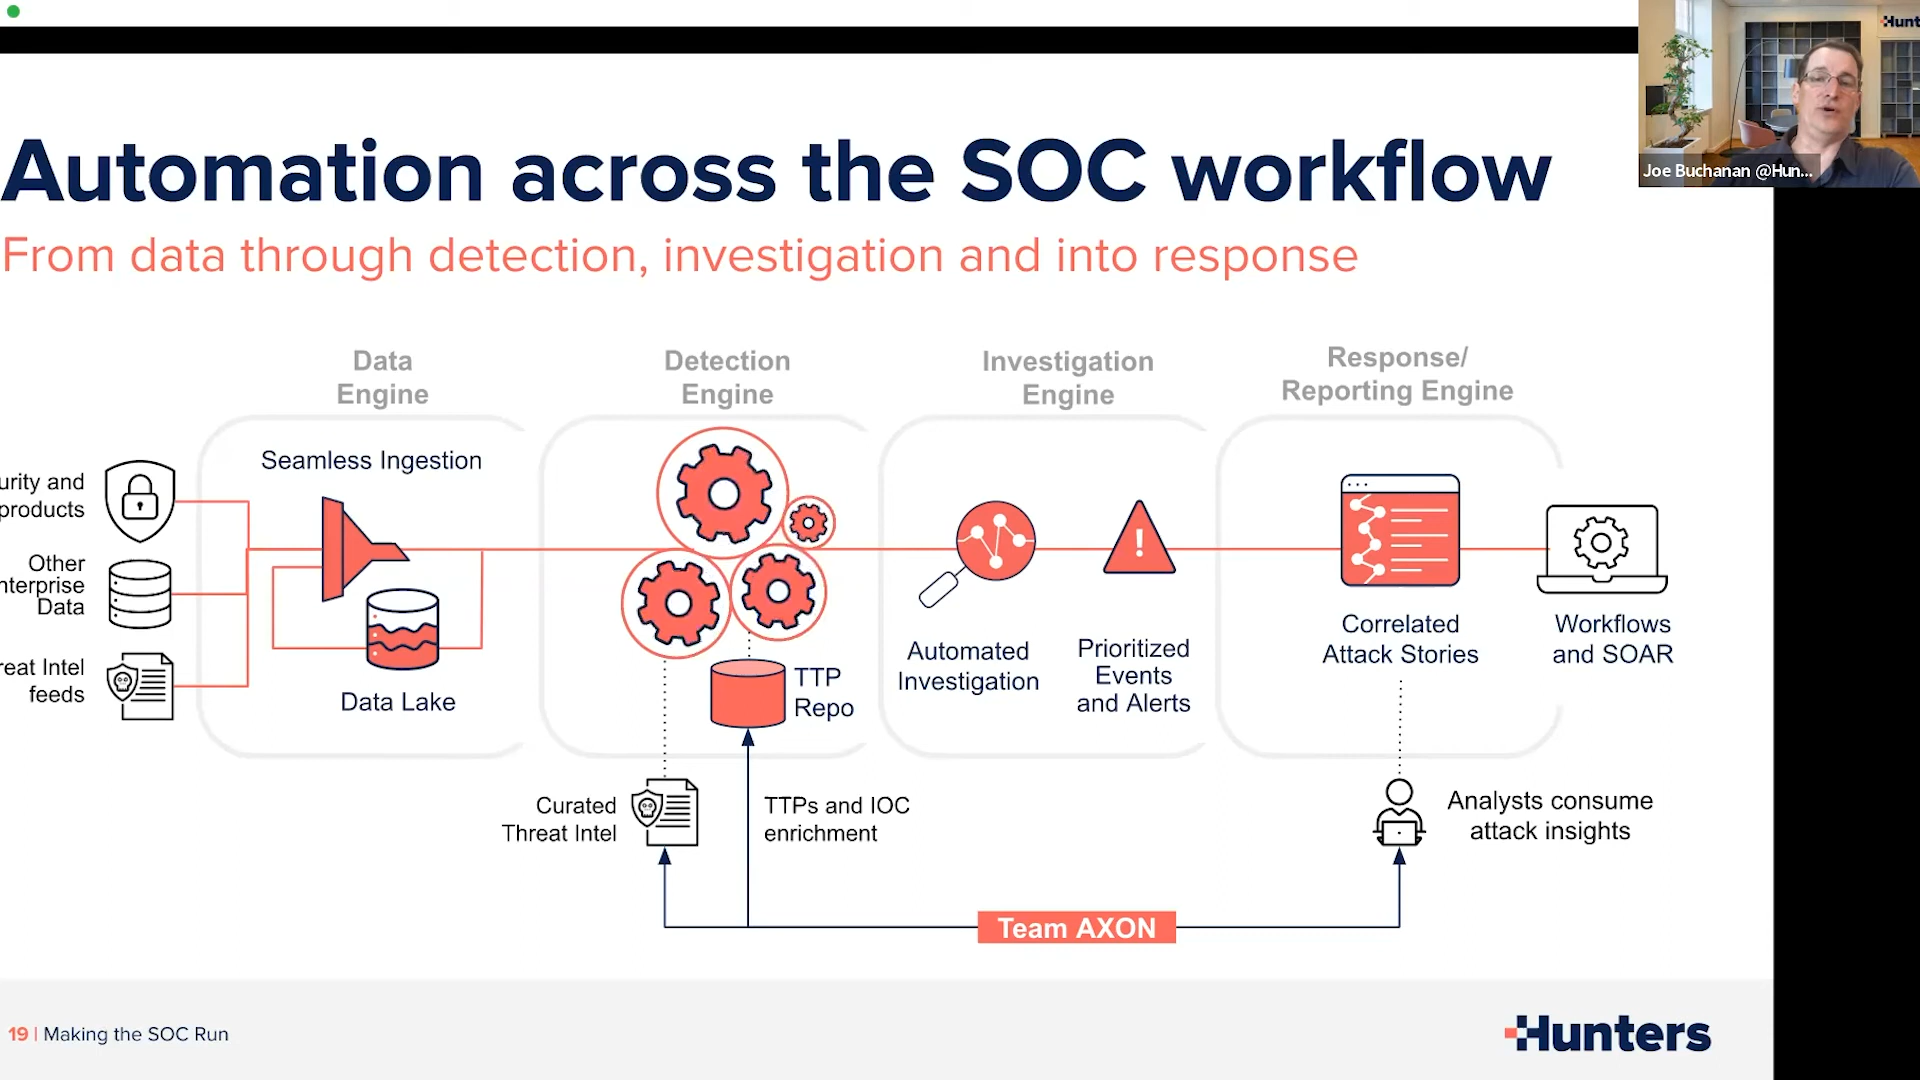 Hunt
Joe Buchanan @Hun...
Automation across the SOC workflow
From data through detection, investigation and into response
Data
Engine
Detection
Engine
Investigation
Engine
Response/
Reporting Engine
urity and
products
Other
nterprise
Data
reat Intel
feeds
Seamless Ingestion
Data Lake
TTP
Repo
Automated
Investigation
Prioritized
Events
and Alerts
Correlated
Attack Stories
Workflows
and SOAR
Curated
Threat Intel
TTPs and IOC
enrichment
Analysts consume
attack insights
Team AXON
19 | Making the SOC Run
Hunters